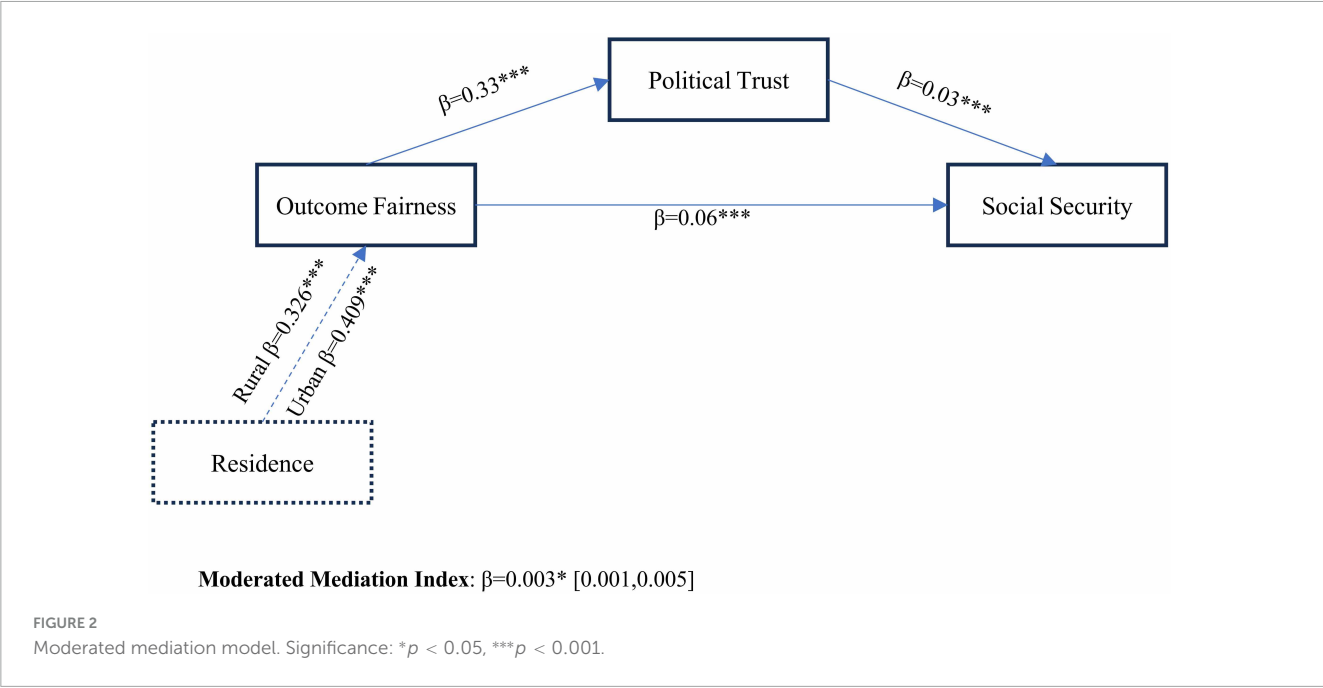 Political Trust
β=0.33***
β=0.03***
Outcome Fairness
Social Security
β=0.06***
Rural β=0.326***
Urban β=0.409***
Residence
Moderated Mediation Index: β=0.003* [0.001,0.005]
FIGURE 2
Moderated mediation model. Significance: *p < 0.05, ***p < 0.001.